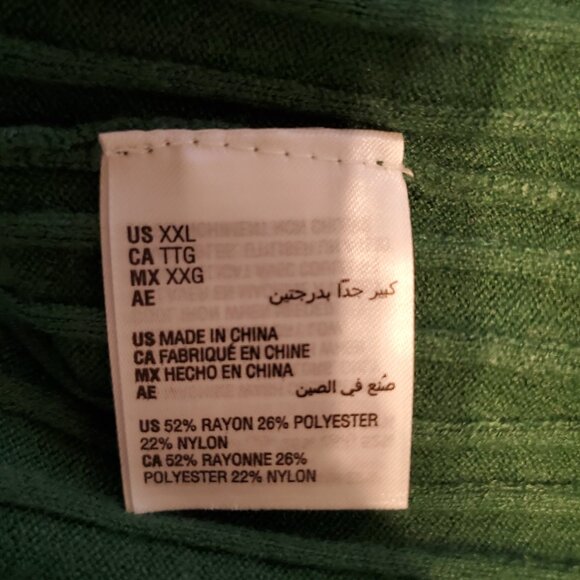 US XXL
CA TTG
MX XXG
AE كبير جدًا بدرجتين
US MADE IN CHINA
CA FABRIQUÉ EN CHINE
MX HECHO EN CHINA
AE صُنع في الصين
US 52% RAYON 26% POLYESTER
22% NYLON
CA 52% RAYONNE 26%
POLYESTER 22% NYLON